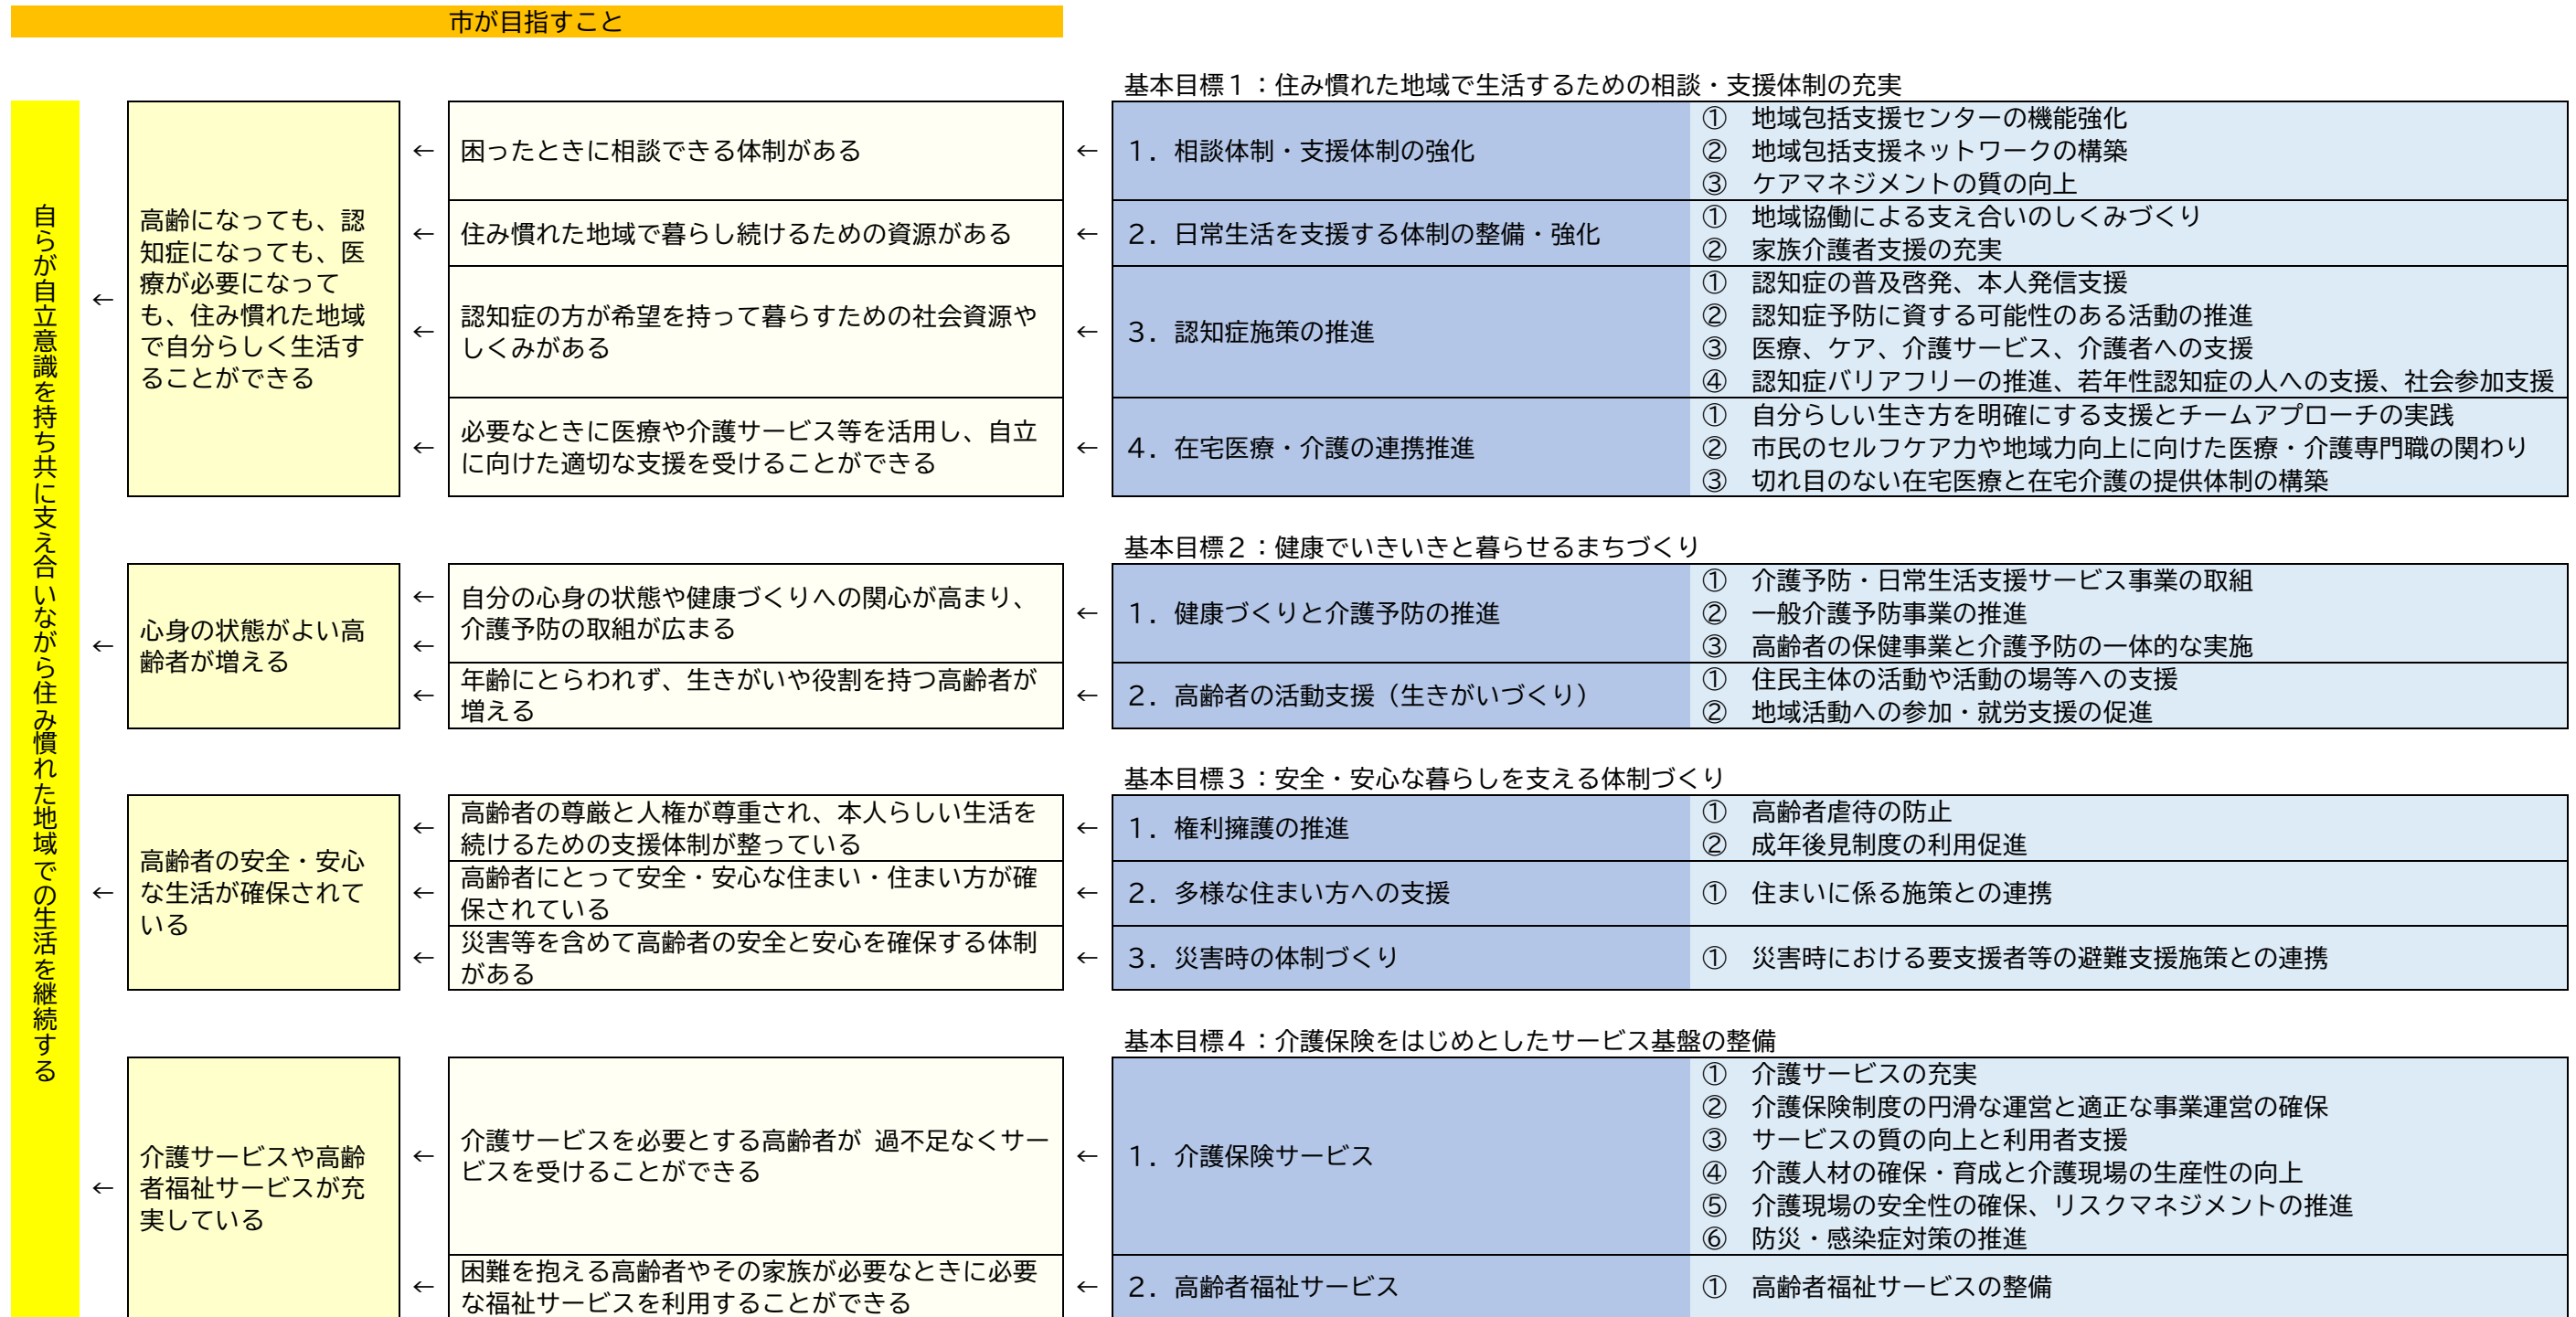 市が目指すこと
自らが自立意識を持ち共に支え合いながら住み慣れた地域での生活を継続する
基本目標１：住み慣れた地域で生活するための相談・支援体制の充実
←
高齢になっても、認
知症になっても、医
療が必要になって
も、住み慣れた地域
で自分らしく生活す
ることができる
←
困ったときに相談できる体制がある
←
1．相談体制・支援体制の強化
①　地域包括支援センターの機能強化
②　地域包括支援ネットワークの構築
③　ケアマネジメントの質の向上
←
住み慣れた地域で暮らし続けるための資源がある
←
2．日常生活を支援する体制の整備・強化
①　地域協働による支え合いのしくみづくり
②　家族介護者支援の充実
←
認知症の方が希望を持って暮らすための社会資源や
しくみがある
←
3．認知症施策の推進
①　認知症の普及啓発、本人発信支援
②　認知症予防に資する可能性のある活動の推進
③　医療、ケア、介護サービス、介護者への支援
④　認知症バリアフリーの推進、若年性認知症の人への支援、社会参加支援
←
必要なときに医療や介護サービス等を活用し、自立
に向けた適切な支援を受けることができる
←
4．在宅医療・介護の連携推進
①　自分らしい生き方を明確にする支援とチームアプローチの実践
②　市民のセルフケア力や地域力向上に向けた医療・介護専門職の関わり
③　切れ目のない在宅医療と在宅介護の提供体制の構築
基本目標２：健康でいきいきと暮らせるまちづくり
←
心身の状態がよい高
齢者が増える
←
←
自分の心身の状態や健康づくりへの関心が高まり、
介護予防の取組が広まる
←
1．健康づくりと介護予防の推進
①　介護予防・日常生活支援サービス事業の取組
②　一般介護予防事業の推進
③　高齢者の保健事業と介護予防の一体的な実施
←
年齢にとらわれず、生きがいや役割を持つ高齢者が
増える
←
2．高齢者の活動支援（生きがいづくり）
①　住民主体の活動や活動の場等への支援
②　地域活動への参加・就労支援の促進
基本目標３：安全・安心な暮らしを支える体制づくり
←
高齢者の安全・安心
な生活が確保されて
いる
←
高齢者の尊厳と人権が尊重され、本人らしい生活を
続けるための支援体制が整っている
←
1．権利擁護の推進
①　高齢者虐待の防止
②　成年後見制度の利用促進
←
高齢者にとって安全・安心な住まい・住まい方が確
保されている
←
2．多様な住まい方への支援
①　住まいに係る施策との連携
←
災害等を含めて高齢者の安全と安心を確保する体制
がある
←
3．災害時の体制づくり
①　災害時における要支援者等の避難支援施策との連携
基本目標４：介護保険をはじめとしたサービス基盤の整備
←
介護サービスや高齢
者福祉サービスが充
実している
←
介護サービスを必要とする高齢者が 過不足なくサー
ビスを受けることができる
←
1．介護保険サービス
①　介護サービスの充実
②　介護保険制度の円滑な運営と適正な事業運営の確保
③　サービスの質の向上と利用者支援
④　介護人材の確保・育成と介護現場の生産性の向上
⑤　介護現場の安全性の確保、リスクマネジメントの推進
⑥　防災・感染症対策の推進
←
困難を抱える高齢者やその家族が必要なときに必要
な福祉サービスを利用することができる
←
2．高齢者福祉サービス
①　高齢者福祉サービスの整備